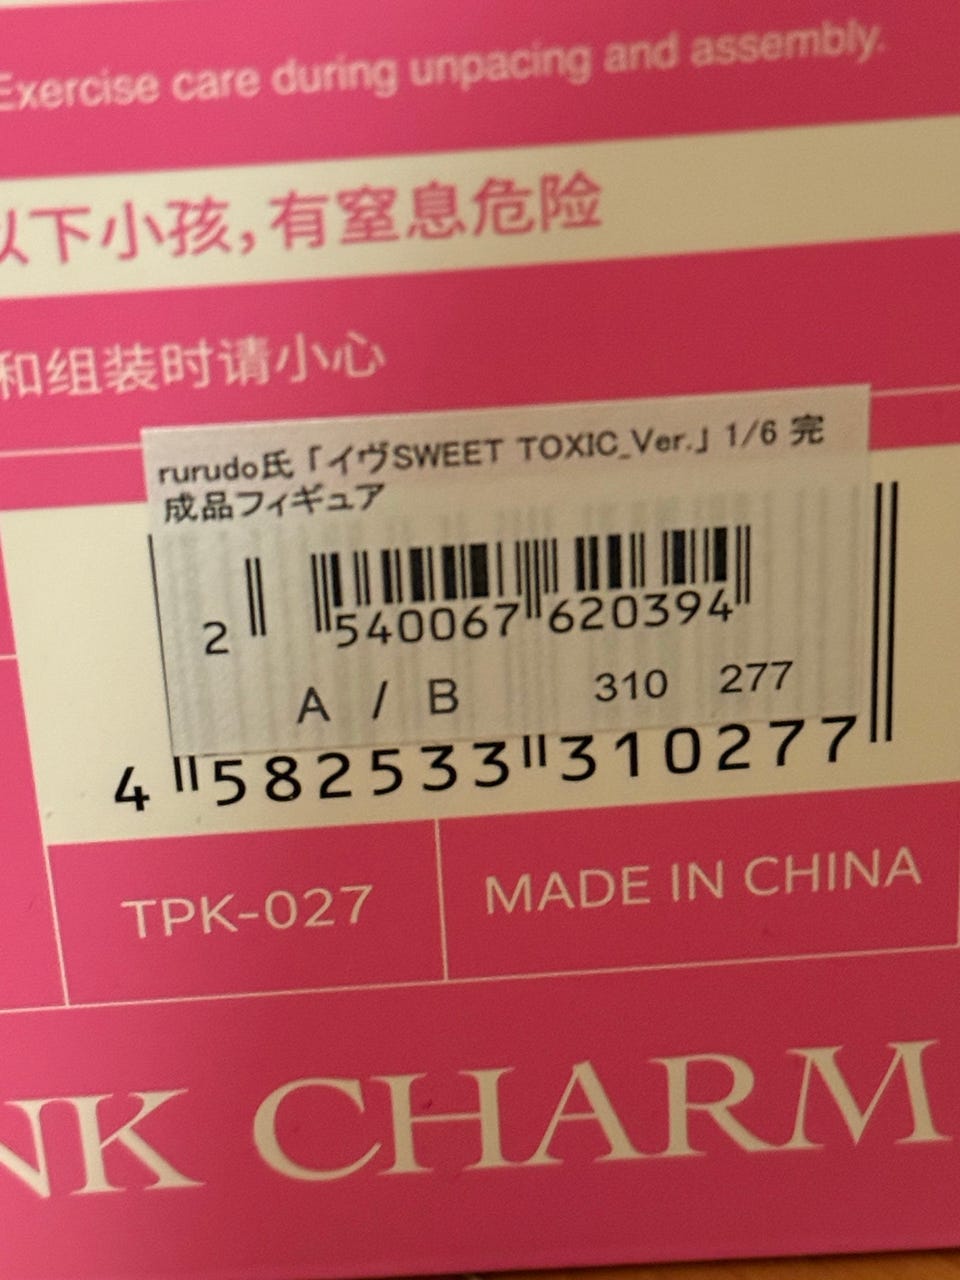 Exercise care during unpacing and assembly.
以下小孩,有窒息危险
和组装时请小心
rurudo氏「イヴSWEET TOXIC_Ver.」1/6 完
成品フィギュア
2 540067 620394
A / B 310 277
4 582533 310277
TPK-027 MADE IN CHINA
NK CHARM